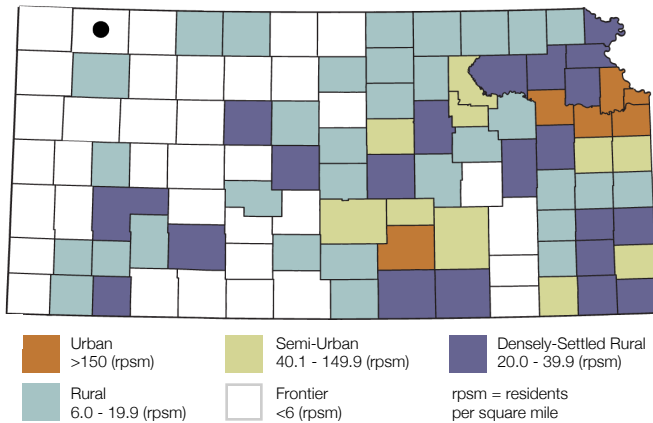 Urban
>150 (rpsm)
Semi-Urban
40.1 - 149.9 (rpsm)
Densely-Settled Rural
20.0 - 39.9 (rpsm)
Rural
6.0 - 19.9 (rpsm)
Frontier
<6 (rpsm)
rpsm = residents
per square mile